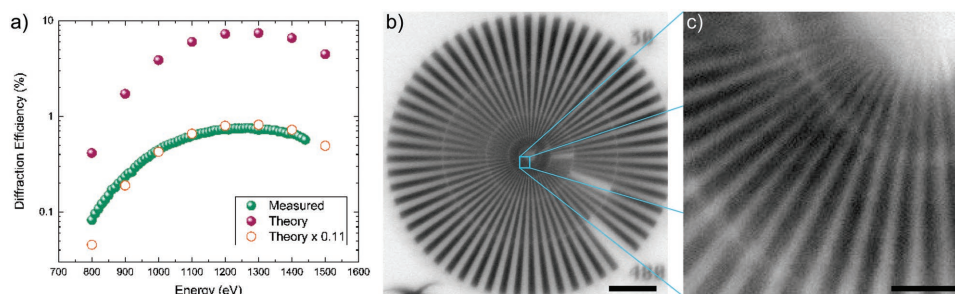 a)
10
1
0.1
Diffraction Efficiency (%)
Measured
Theory
Theory x 0.11
700 800 900 1000 1100 1200 1300 1400 1500 1600
Energy (eV)
b)
30
480
c)